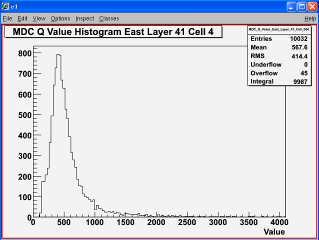 c1
File Edit View Options Inspect Classes Help
MDC Q Value Histogram East Layer 41 Cell 4
MDC_Q_Value_East_Layer_41_Cell_004
Entries 10032
Mean 567.6
RMS 414.4
Underflow 0
Overflow 45
Integral 9987
800
700
600
500
400
300
200
100
0
0 500 1000 1500 2000 2500 3000 3500 4000
Value